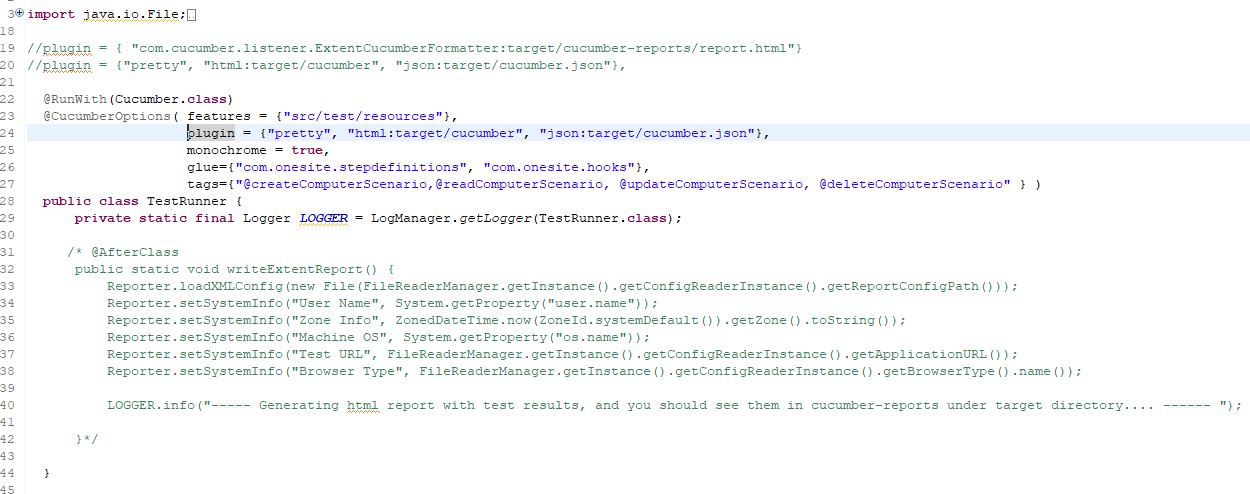 3 import java.io.File;
18
19 //plugin = { "com.cucumber.listener.ExtentCucumberFormatter:target/cucumber-reports/report.html"}
20 //plugin = {"pretty", "html:target/cucumber", "json:target/cucumber.json"},
21
22 @RunWith(Cucumber.class)
23 @CucumberOptions( features = {"src/test/resources"},
24 plugin = {"pretty", "html:target/cucumber", "json:target/cucumber.json"},
25 monochrome = true,
26 glue={"com.onesite.stepdefinitions", "com.onesite.hooks"},
27 tags={"@createComputerScenario,@readComputerScenario, @updateComputerScenario, @deleteComputerScenario" } )
28 public class TestRunner {
29 private static final Logger LOGGER = LogManager.getLogger(TestRunner.class);
30
31 /* @AfterClass
32 public static void writeExtentReport() {
33 Reporter.loadXMLConfig(new File(FileReaderManager.getInstance().getConfigReaderInstance().getReportConfigPath()));
34 Reporter.setSystemInfo("User Name", System.getProperty("user.name"));
35 Reporter.setSystemInfo("Zone Info", ZonedDateTime.now(ZoneId.systemDefault()).getZone().toString());
36 Reporter.setSystemInfo("Machine OS", System.getProperty("os.name"));
37 Reporter.setSystemInfo("Test URL", FileReaderManager.getInstance().getConfigReaderInstance().getApplicationURL());
38 Reporter.setSystemInfo("Browser Type", FileReaderManager.getInstance().getConfigReaderInstance().getBrowserType().name());
39
40 LOGGER.info("----- Generating html report with test results, and you should see them in cucumber-reports under target directory.... ------ ");
41
42 }*/
43
44 }
45